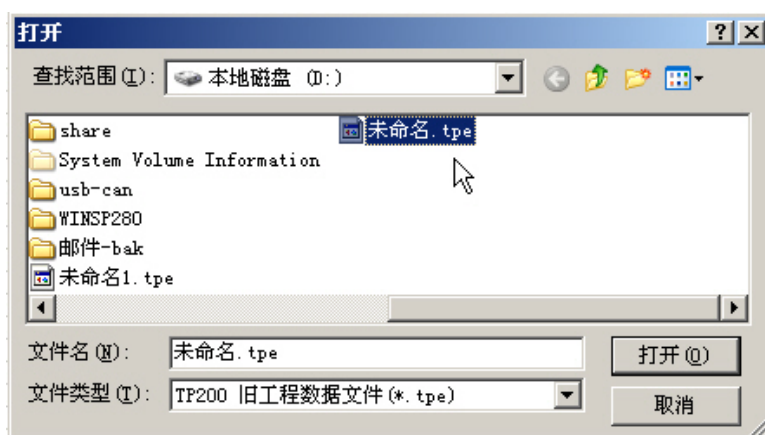 打开
查找范围(I): 本地磁盘 (D:)
share
System Volume Information
usb-can
WINSP280
邮件-bak
未命名1.tpe
未命名.tpe
文件名(N): 未命名.tpe 打开(O)
文件类型(T): TP200 旧工程数据文件(*.tpe) 取消